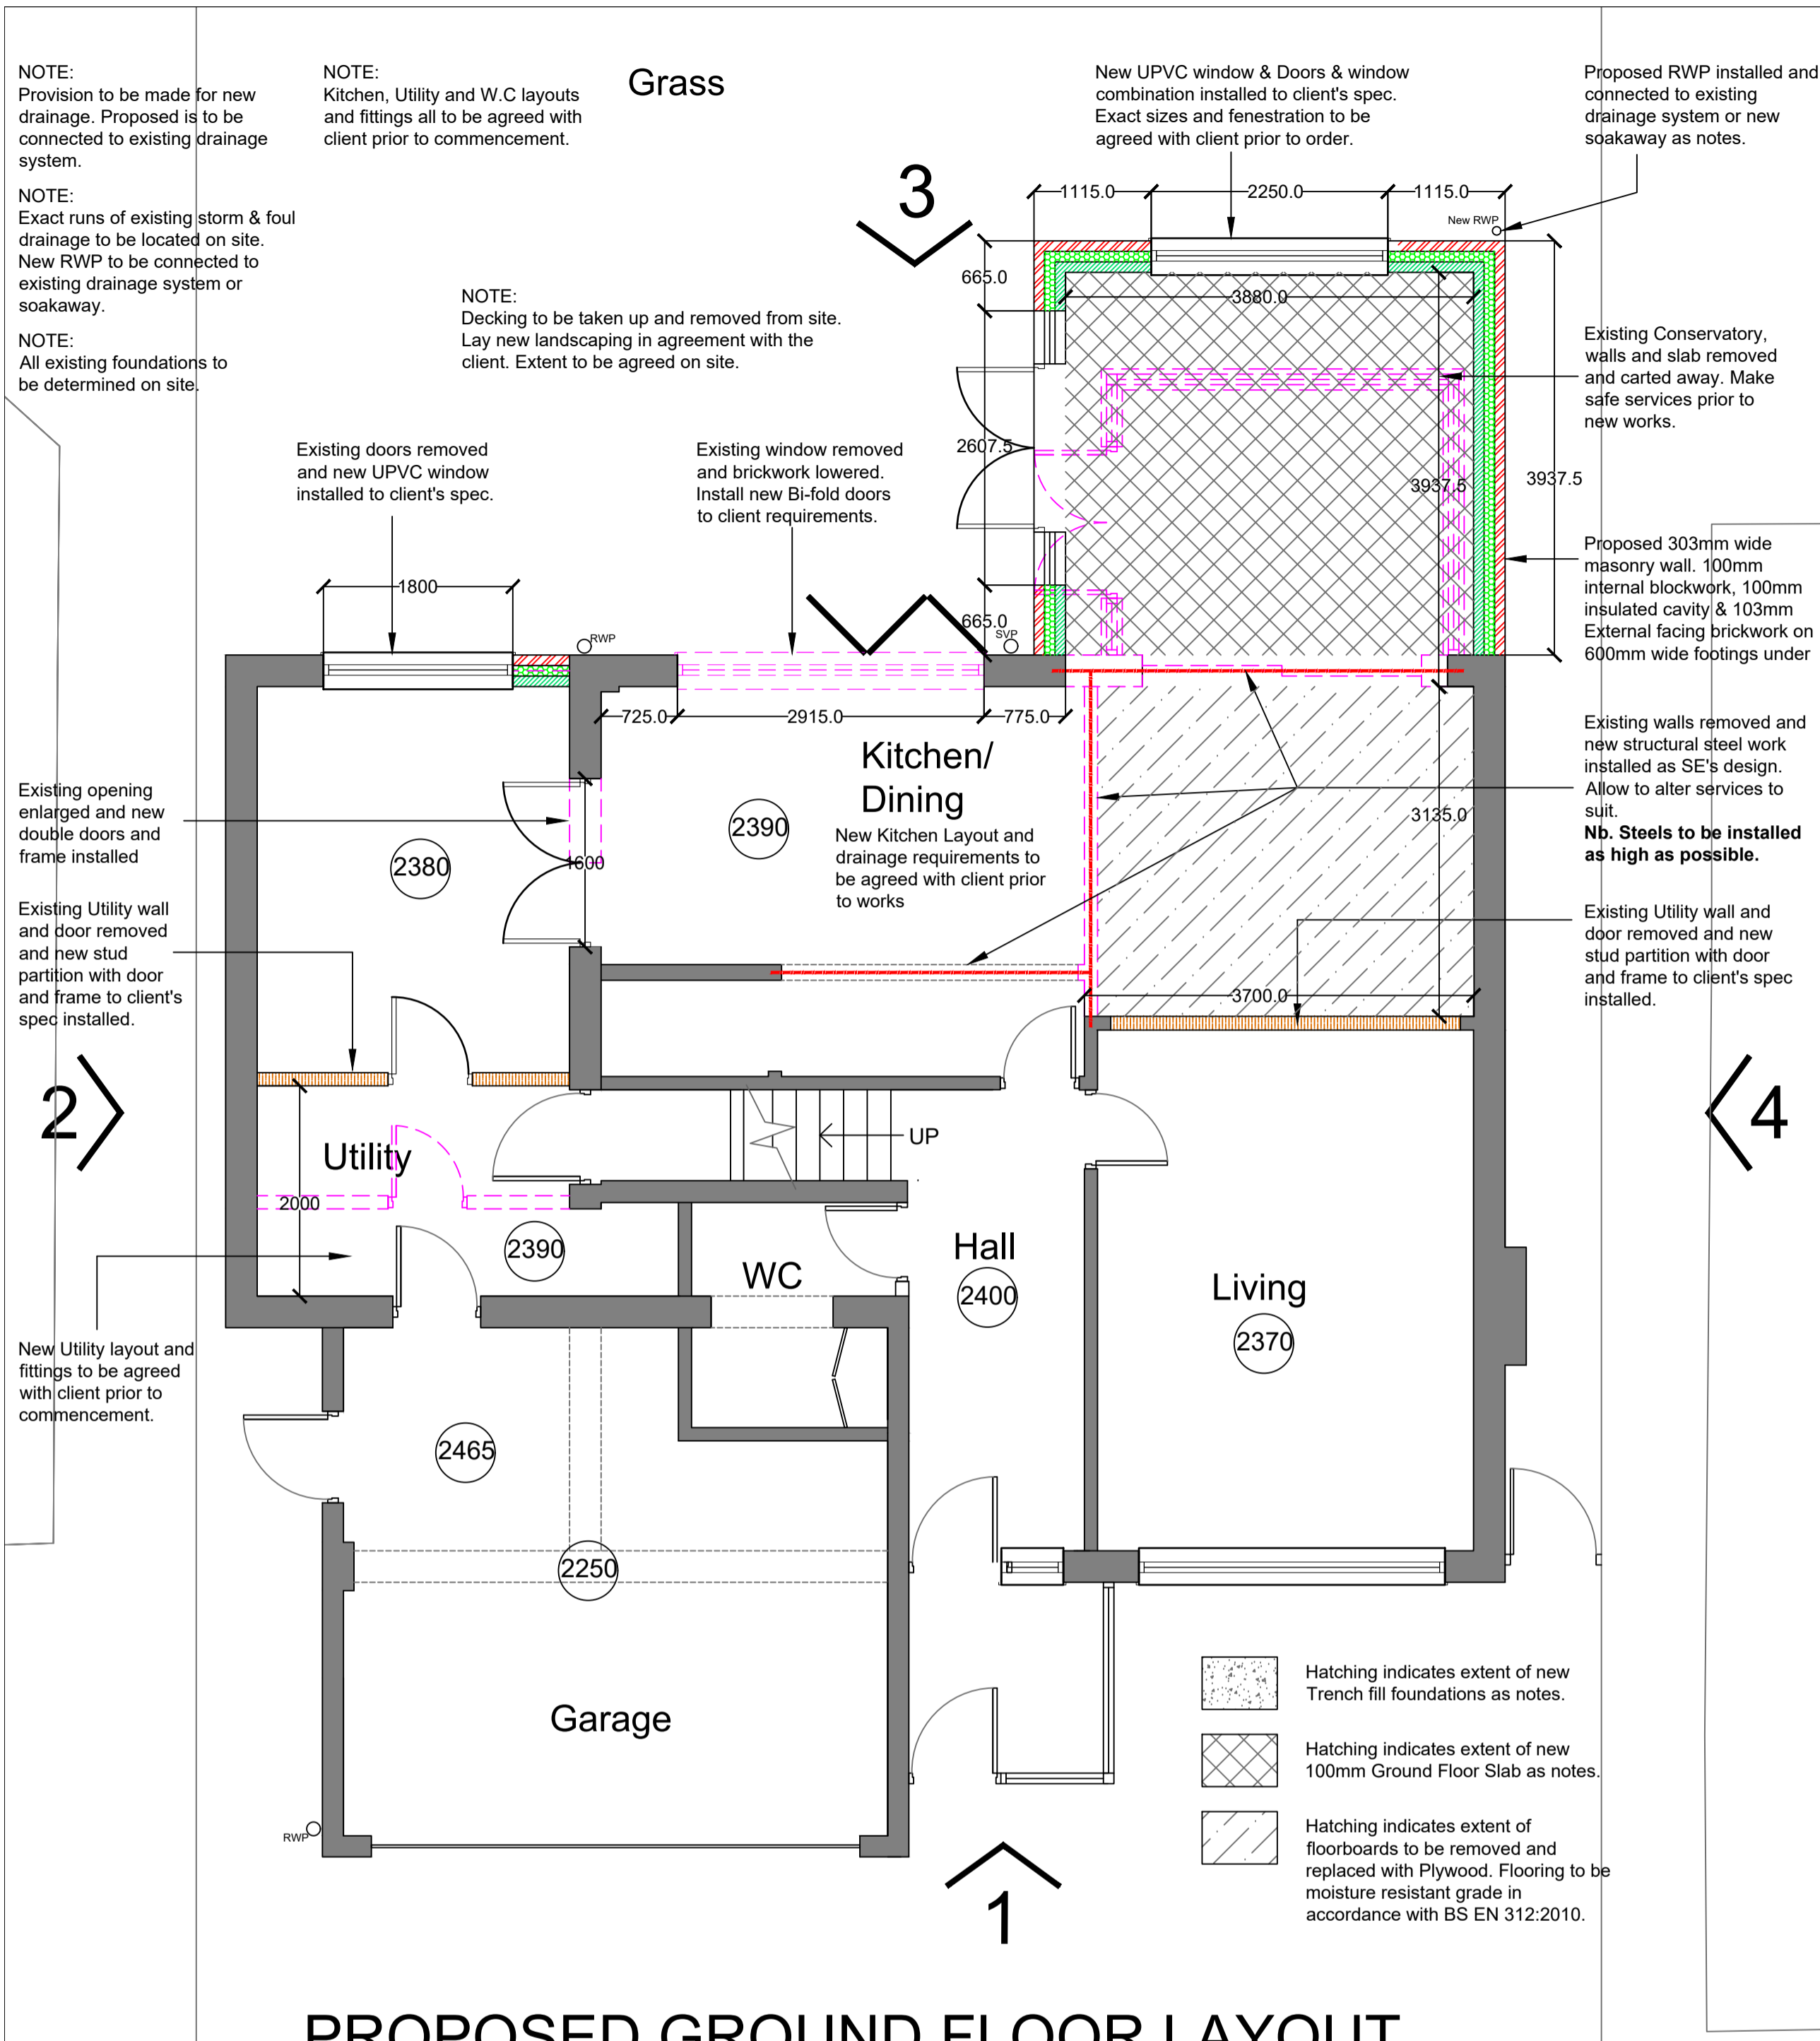 NOTE:
Provision to be made for new
drainage. Proposed is to be
connected to existing drainage
system.
NOTE:
Exact runs of existing storm & foul
drainage to be located on site.
New RWP to be connected to
existing drainage system or
soakaway.
NOTE:
All existing foundations to
be determined on site.
NOTE:
Kitchen, Utility and W.C layouts
and fittings all to be agreed with
client prior to commencement.
Grass
NOTE:
Decking to be taken up and removed from site.
Lay new landscaping in agreement with the
client. Extent to be agreed on site.
New UPVC window & Doors & window
combination installed to client's spec.
Exact sizes and fenestration to be
agreed with client prior to order.
Proposed RWP installed and
connected to existing
drainage system or new
soakaway as notes.
3
1115.0
2250.0
1115.0
New RWP
665.0
3880.0
2607.5
3937.5
3937.5
665.0
Existing Conservatory,
walls and slab removed
and carted away. Make
safe services prior to
new works.
Existing doors removed
and new UPVC window
installed to client's spec.
Existing window removed
and brickwork lowered.
Install new Bi-fold doors
to client requirements.
Proposed 303mm wide
masonry wall. 100mm
internal blockwork, 100mm
insulated cavity & 103mm
External facing brickwork on
600mm wide footings under
1800
RWP
SVP
725.0
2915.0
775.0
Kitchen/
Dining
2390
New Kitchen Layout and
drainage requirements to
be agreed with client prior
to works
Existing walls removed and
new structural steel work
installed as SE's design.
Allow to alter services to
suit.
Nb. Steels to be installed
as high as possible.
3135.0
Existing opening
enlarged and new
double doors and
frame installed
2380
1600
Existing Utility wall
and door removed
and new stud
partition with door
and frame to client's
spec installed.
Existing Utility wall and
door removed and new
stud partition with door
and frame to client's spec
installed.
3700.0
2
4
UP
Utility
2000
2390
WC
Hall
2400
Living
2370
New Utility layout and
fittings to be agreed
with client prior to
commencement.
2465
2250
Garage
RWP
1
Hatching indicates extent of new
Trench fill foundations as notes.
Hatching indicates extent of new
100mm Ground Floor Slab as notes.
Hatching indicates extent of
floorboards to be removed and
replaced with Plywood. Flooring to be
moisture resistant grade in
accordance with BS EN 312:2010.
PROPOSED GROUND FLOOR LAYOUT